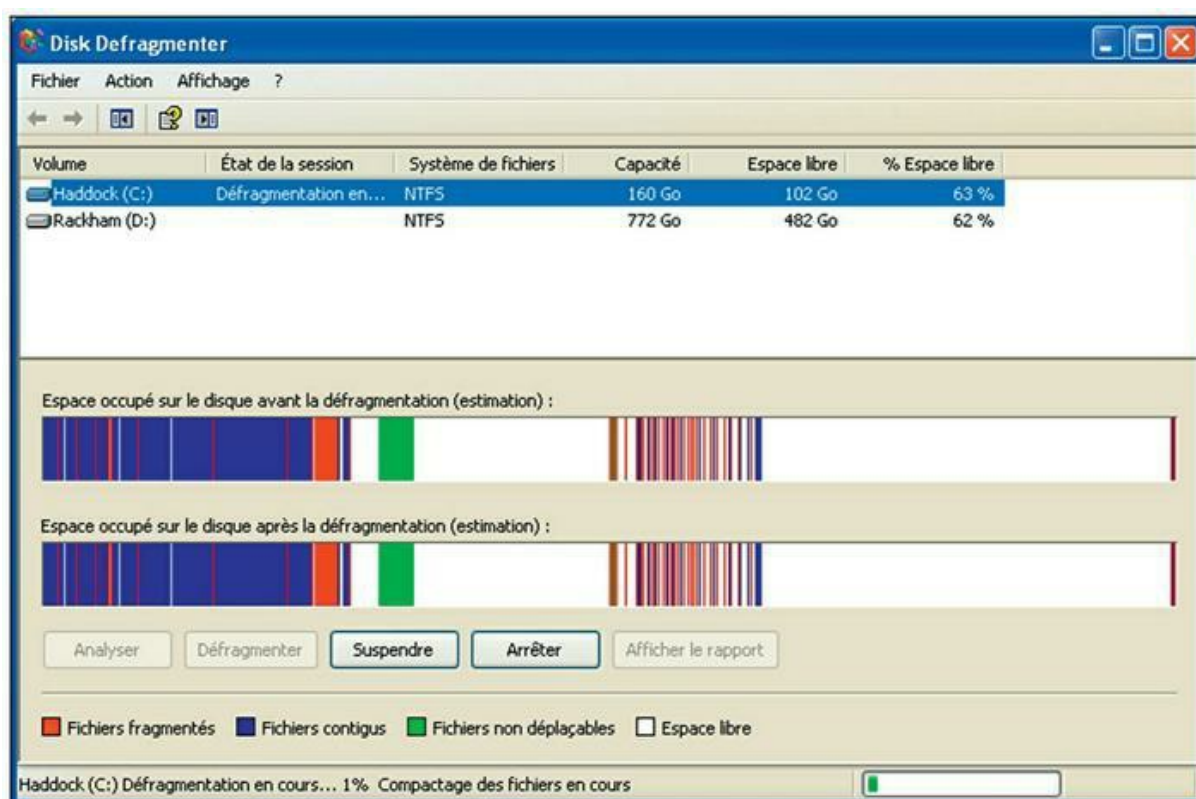 Disk Defragmenter
Fichier Action Affichage ?
Volume État de la session Système de fichiers Capacité Espace libre % Espace libre
Haddock (C:) Défragmentation en... NTFS 160 Go 102 Go 63 %
Rackham (D:) NTFS 772 Go 482 Go 62 %
Espace occupé sur le disque avant la défragmentation (estimation) :
Espace occupé sur le disque après la défragmentation (estimation) :
Analyser Défragmenter Suspendre Arrêter Afficher le rapport
Fichiers fragmentés Fichiers contigus Fichiers non déplaçables Espace libre
Haddock (C:) Défragmentation en cours... 1% Compactage des fichiers en cours